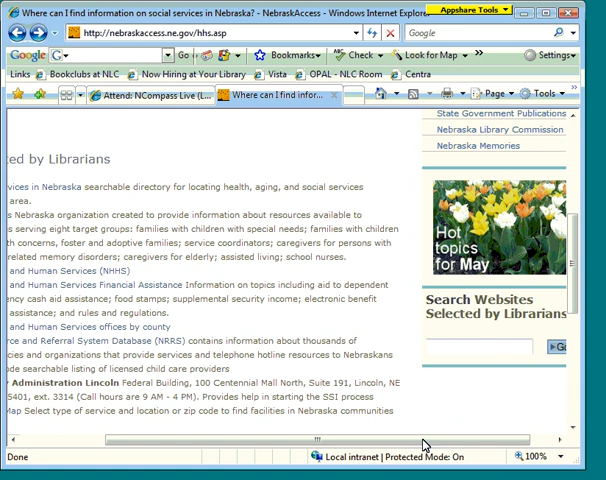 Where can I find information on social services in Nebraska? - NebraskAccess - Windows Internet Explorer
Appshare Tools
http://nebraskaccess.ne.gov/hhs.asp
Google
Google
G
Go
Bookmarks
Check
Look for Map
»
Settings
Links
Bookclubs at NLC
Now Hiring at Your Library
Vista
OPAL - NLC Room
Centra
Attend: NCompass Live (L...
Where can I find infor...
Page
Tools
»
State Government Publications
Nebraska Library Commission
Nebraska Memories
ted by Librarians
vices in Nebraska searchable directory for locating health, aging, and social services
area.
s Nebraska organization created to provide information about resources available to
s serving eight target groups: families with children with special needs; families with children
h concerns, foster and adoptive families; service coordinators; caregivers for persons with
related memory disorders; caregivers for elderly; assisted living; school nurses.
and Human Services (NHHS)
and Human Services Financial Assistance Information on topics including aid to dependent
ency cash aid assistance; food stamps; supplemental security income; electronic benefit
assistance; and rules and regulations.
and Human Services offices by county
rce and Referral System Database (NRRS) contains information about thousands of
cies and organizations that provide services and telephone hotline resources to Nebraskans
ode searchable listing of licensed child care providers
y Administration Lincoln Federal Building, 100 Centennial Mall North, Suite 191, Lincoln, NE
5401, ext. 3314 (Call hours are 9 AM - 4 PM). Provides help in starting the SSI process
Map Select type of service and location or zip code to find facilities in Nebraska communities
Hot
topics
for May
Search Websites
Selected by Librarians
Go
Done
Local intranet | Protected Mode: On
100%